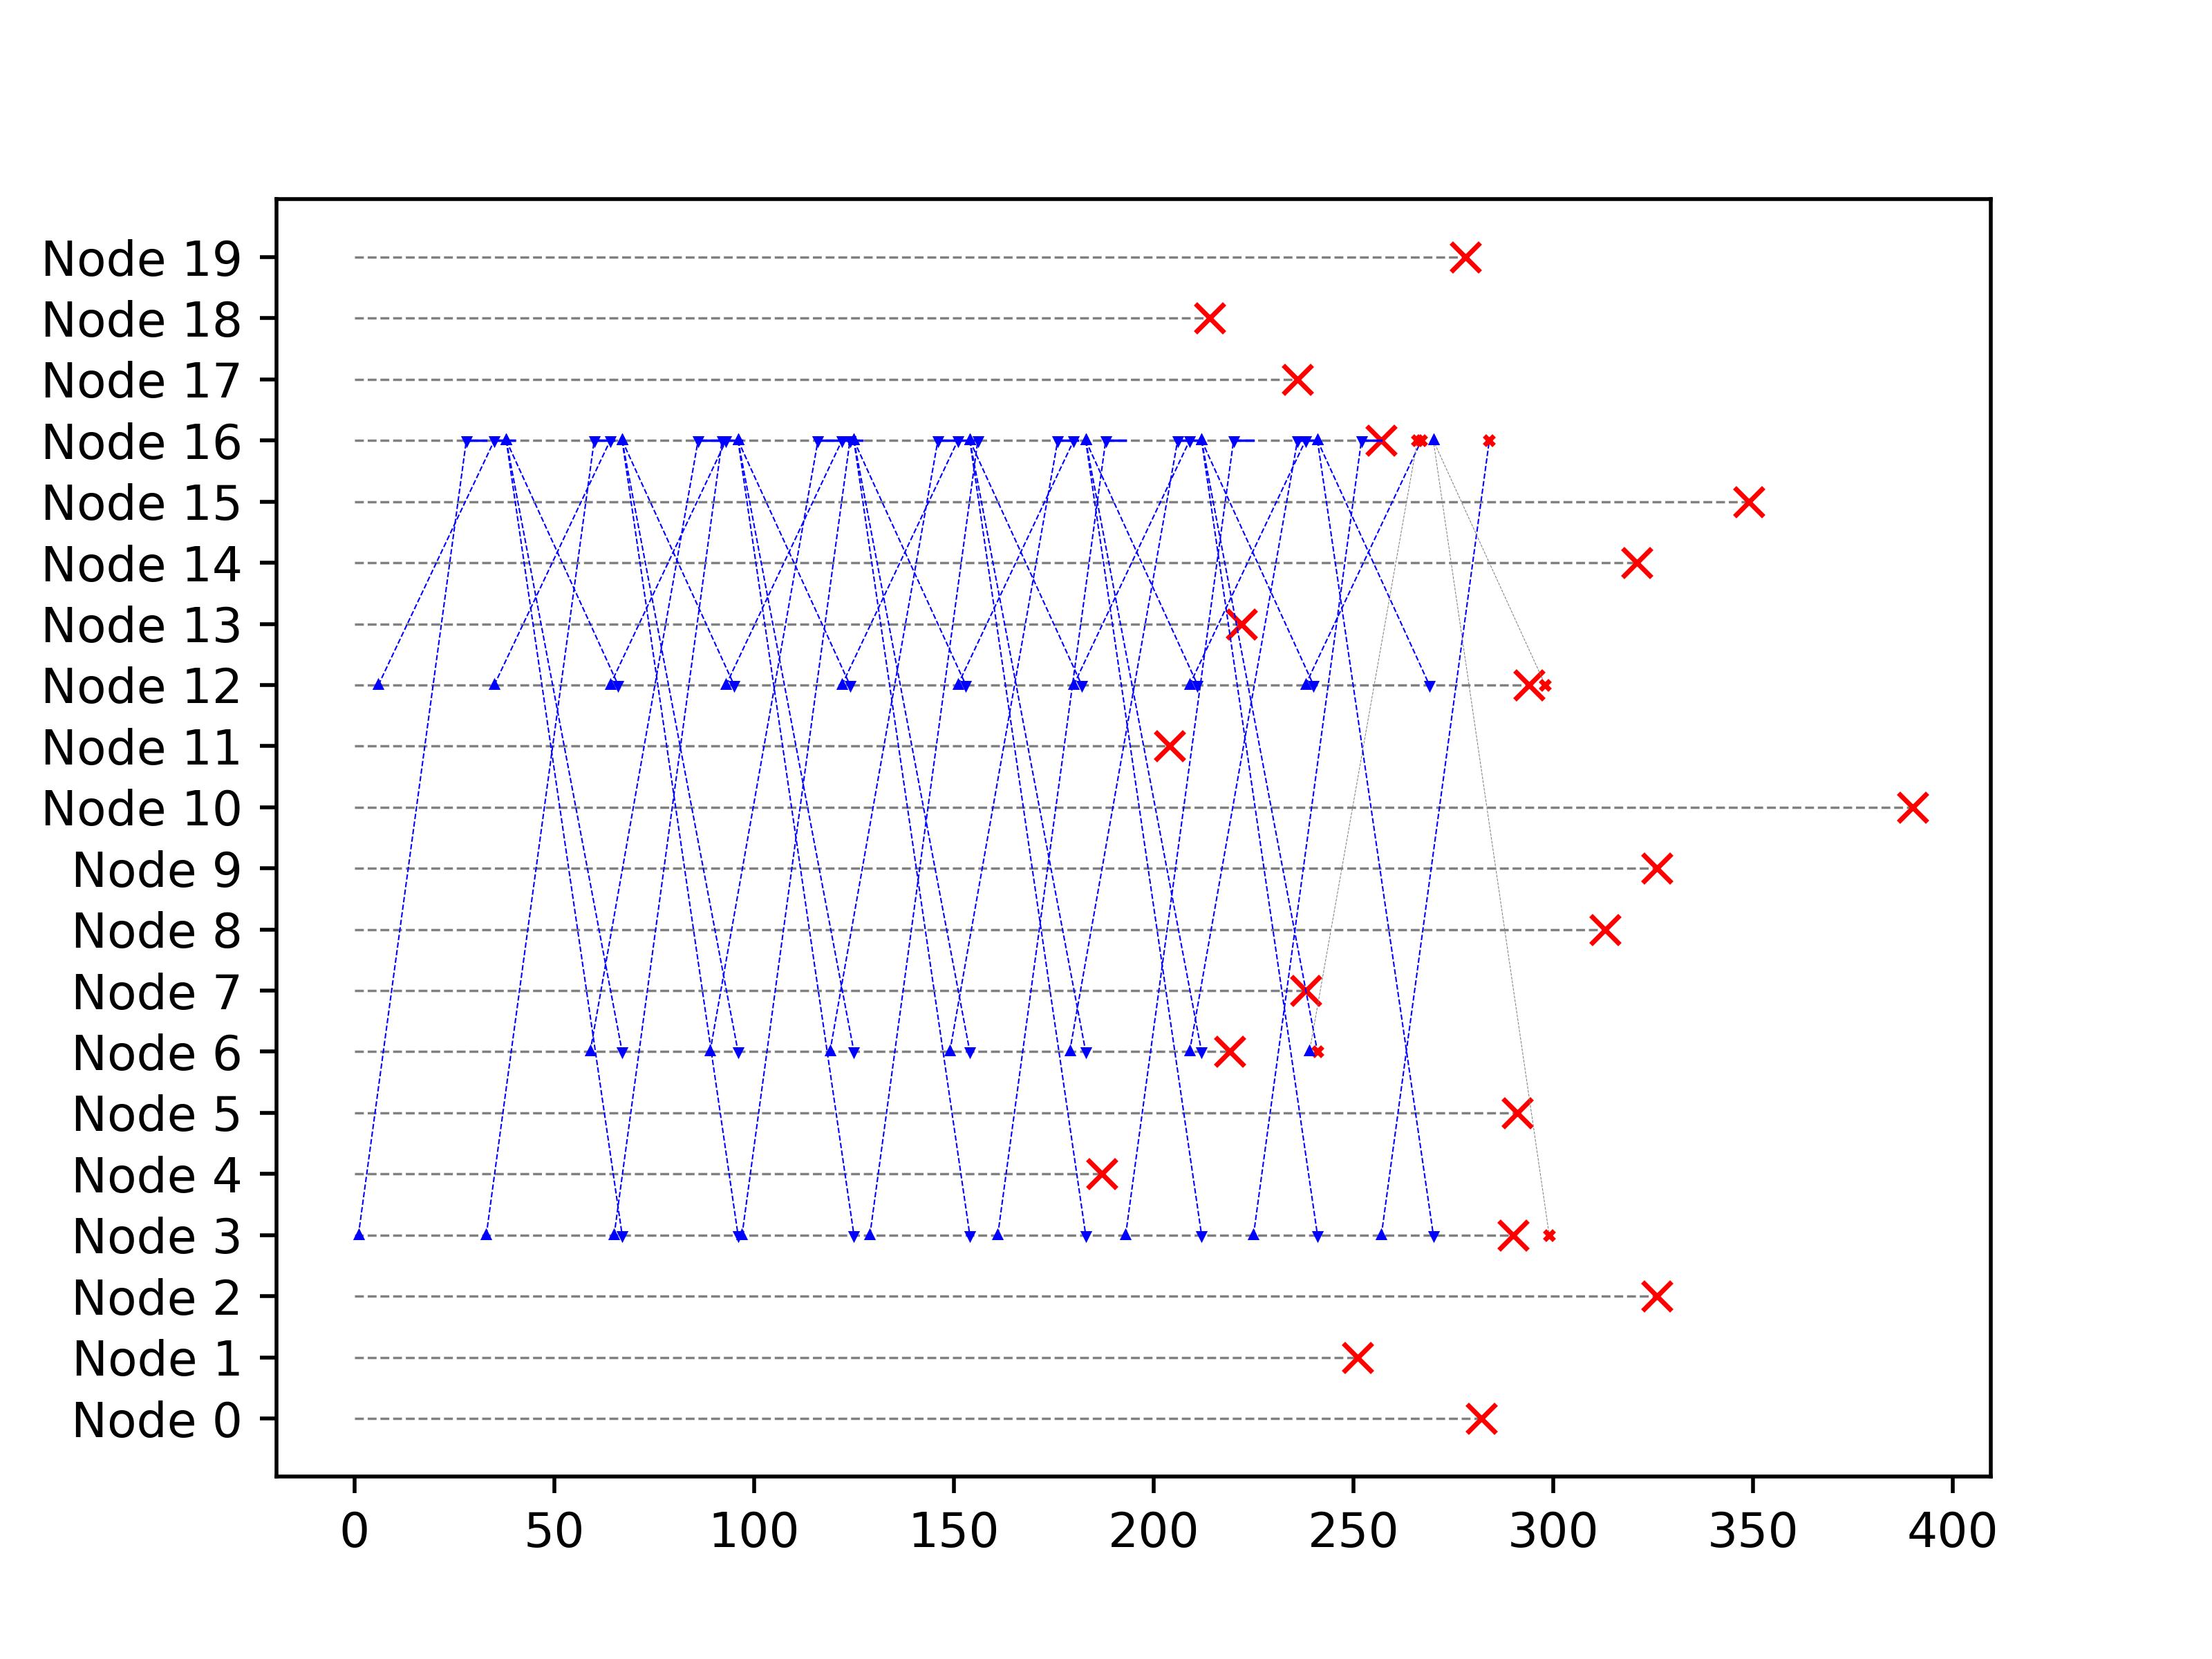 Node 19
Node 18
Node 17
Node 16
Node 15
Node 14
Node 13
Node 12
Node 11
Node 10
Node 9
Node 8
Node 7
Node 6
Node 5
Node 4
Node 3
Node 2
Node 1
Node 0
0 50 100 150 200 250 300 350 400